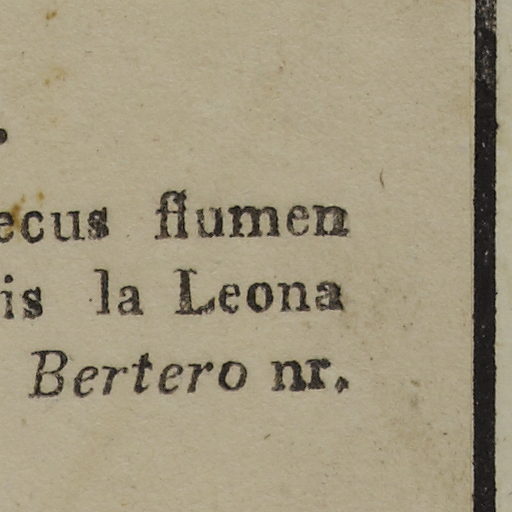 ecus flumen
is la Leona
Bertero nr.